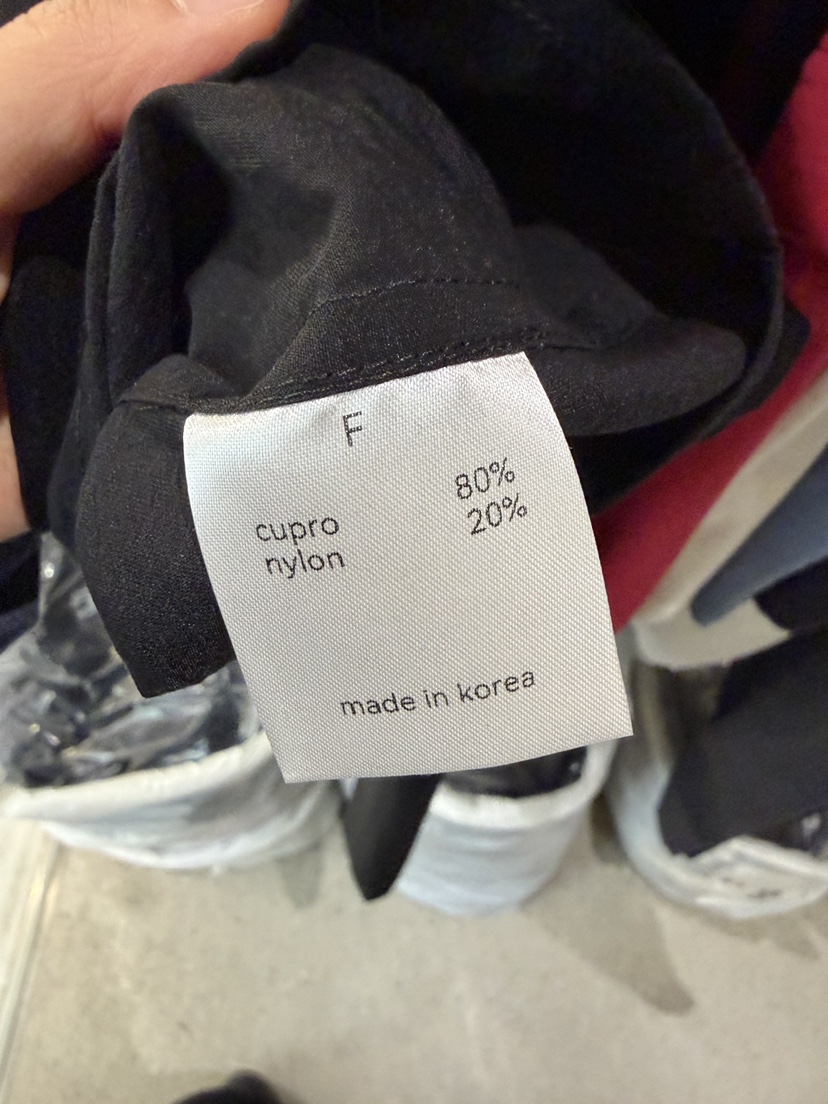 F
cupro 80%
nylon 20%
made in korea